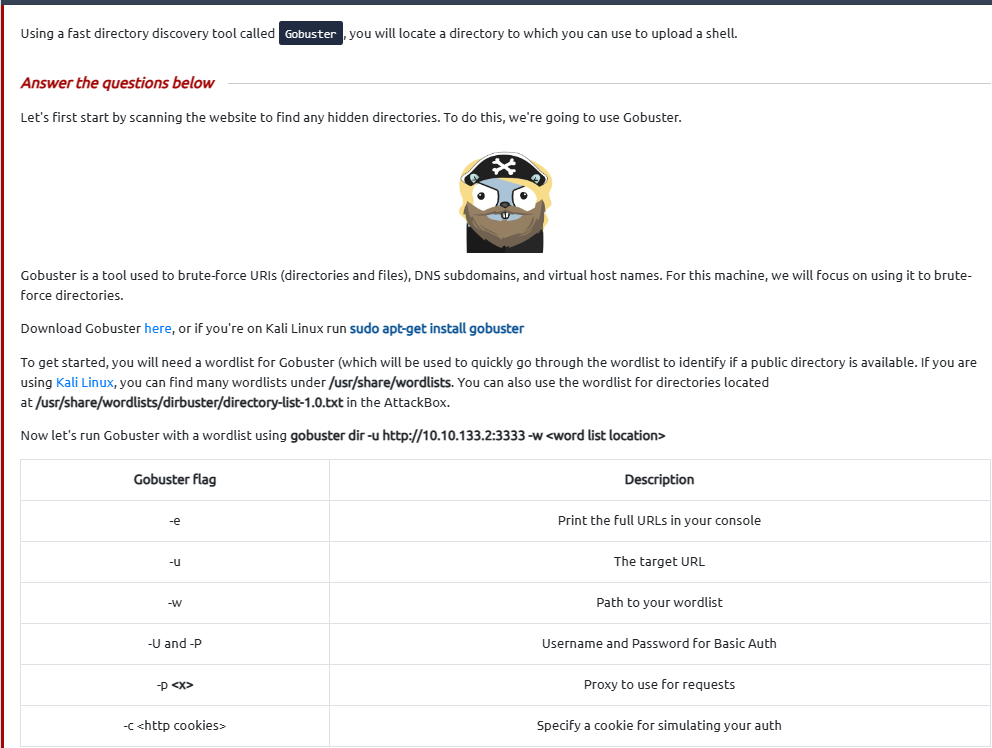 Using a fast directory discovery tool called Gobuster, you will locate a directory to which you can use to upload a shell.
Answer the questions below
Let's first start by scanning the website to find any hidden directories. To do this, we're going to use Gobuster.
Gobuster is a tool used to brute-force URIs (directories and files), DNS subdomains, and virtual host names. For this machine, we will focus on using it to brute-
force directories.
Download Gobuster here, or if you're on Kali Linux run sudo apt-get install gobuster
To get started, you will need a wordlist for Gobuster (which will be used to quickly go through the wordlist to identify if a public directory is available. If you are
using Kali Linux, you can find many wordlists under /usr/share/wordlists. You can also use the wordlist for directories located
at /usr/share/wordlists/dirbuster/directory-list-1.0.txt in the AttackBox.
Now let's run Gobuster with a wordlist using gobuster dir -u http://10.10.133.2:3333 -w <word list location>
Gobuster flag Description
-e Print the full URLs in your console
-u The target URL
-w Path to your wordlist
-U and -P Username and Password for Basic Auth
-p <x> Proxy to use for requests
-c <http cookies> Specify a cookie for simulating your auth